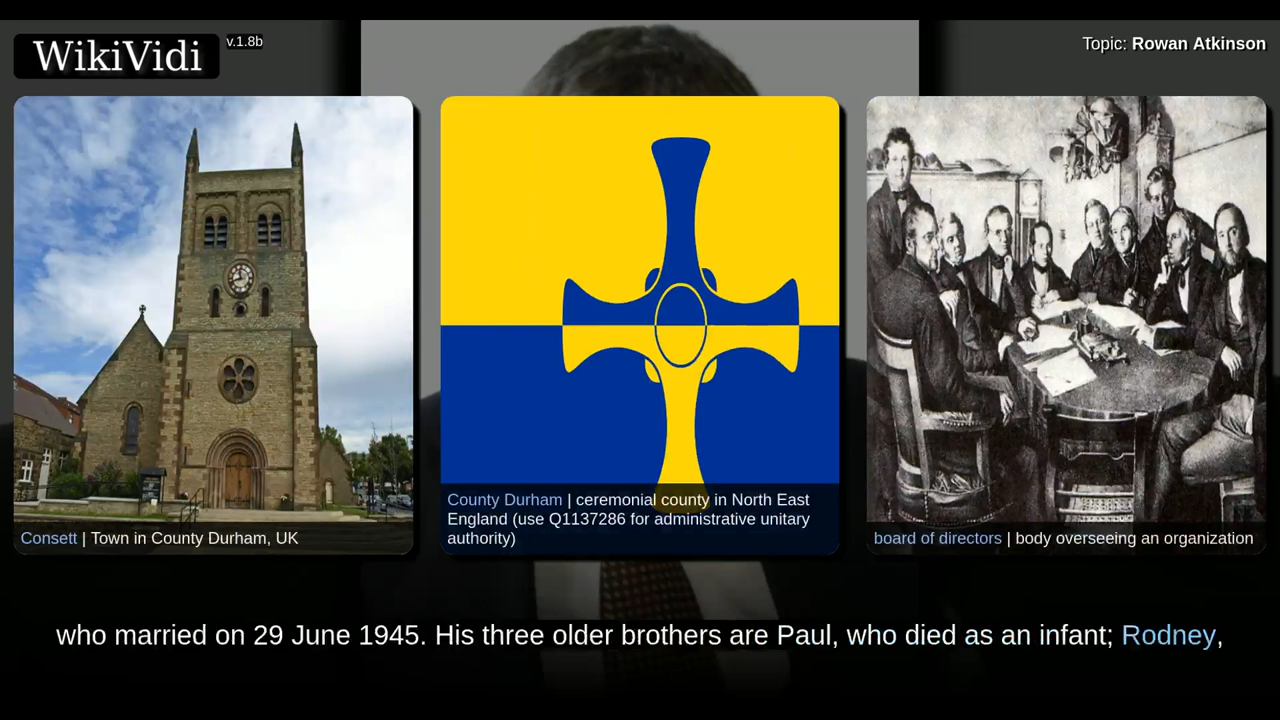 WikiVidi
v.1.8b
Topic: Rowan Atkinson
Consett | Town in County Durham, UK
County Durham | ceremonial county in North East
England (use Q1137286 for administrative unitary
authority)
board of directors | body overseeing an organization
who married on 29 June 1945. His three older brothers are Paul, who died as an infant; Rodney,